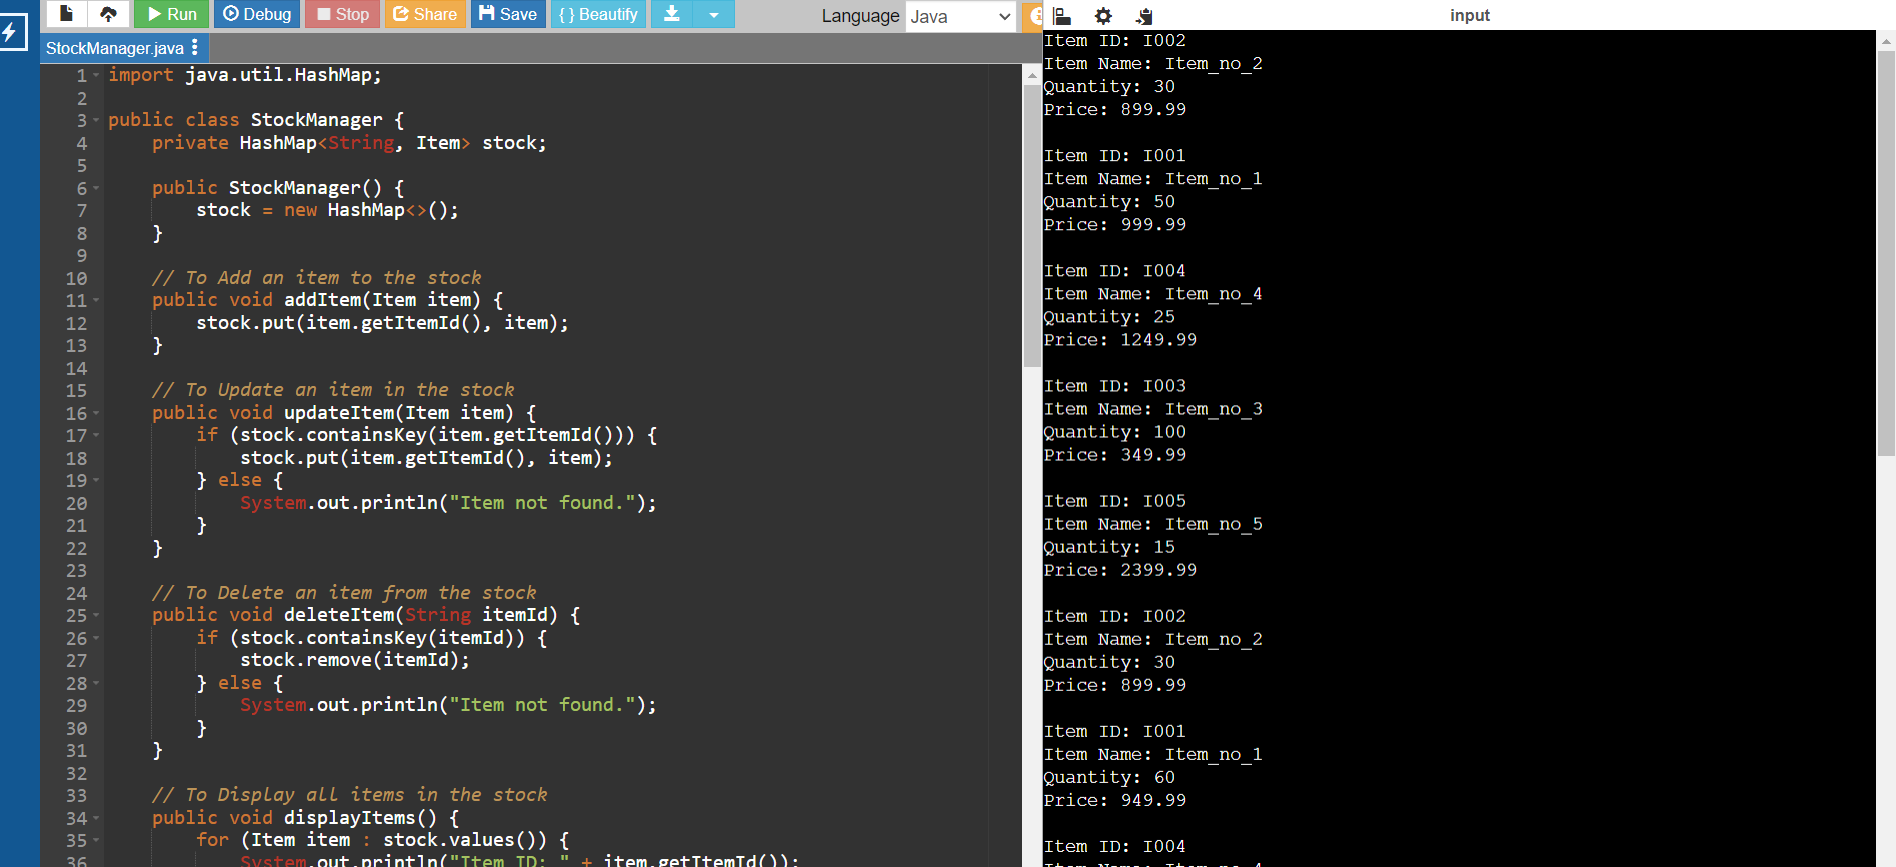 Run Debug Stop Share Save { } Beautify Language Java
StockManager.java
1 import java.util.HashMap;
2
3 public class StockManager {
4     private HashMap<String, Item> stock;
5
6     public StockManager() {
7         stock = new HashMap<>();
8     }
9
10     // To Add an item to the stock
11     public void addItem(Item item) {
12         stock.put(item.getItemId(), item);
13     }
14
15     // To Update an item in the stock
16     public void updateItem(Item item) {
17         if (stock.containsKey(item.getItemId())) {
18             stock.put(item.getItemId(), item);
19         } else {
20             System.out.println("Item not found.");
21         }
22     }
23
24     // To Delete an item from the stock
25     public void deleteItem(String itemId) {
26         if (stock.containsKey(itemId)) {
27             stock.remove(itemId);
28         } else {
29             System.out.println("Item not found.");
30         }
31     }
32
33     // To Display all items in the stock
34     public void displayItems() {
35         for (Item item : stock.values()) {
36             System.out.println("Item ID: " + item.getItemId());
input
Item ID: I002
Item Name: Item_no_2
Quantity: 30
Price: 899.99

Item ID: I001
Item Name: Item_no_1
Quantity: 50
Price: 999.99

Item ID: I004
Item Name: Item_no_4
Quantity: 25
Price: 1249.99

Item ID: I003
Item Name: Item_no_3
Quantity: 100
Price: 349.99

Item ID: I005
Item Name: Item_no_5
Quantity: 15
Price: 2399.99

Item ID: I002
Item Name: Item_no_2
Quantity: 30
Price: 899.99

Item ID: I001
Item Name: Item_no_1
Quantity: 60
Price: 949.99

Item ID: I004
Item Name: Item_no_4